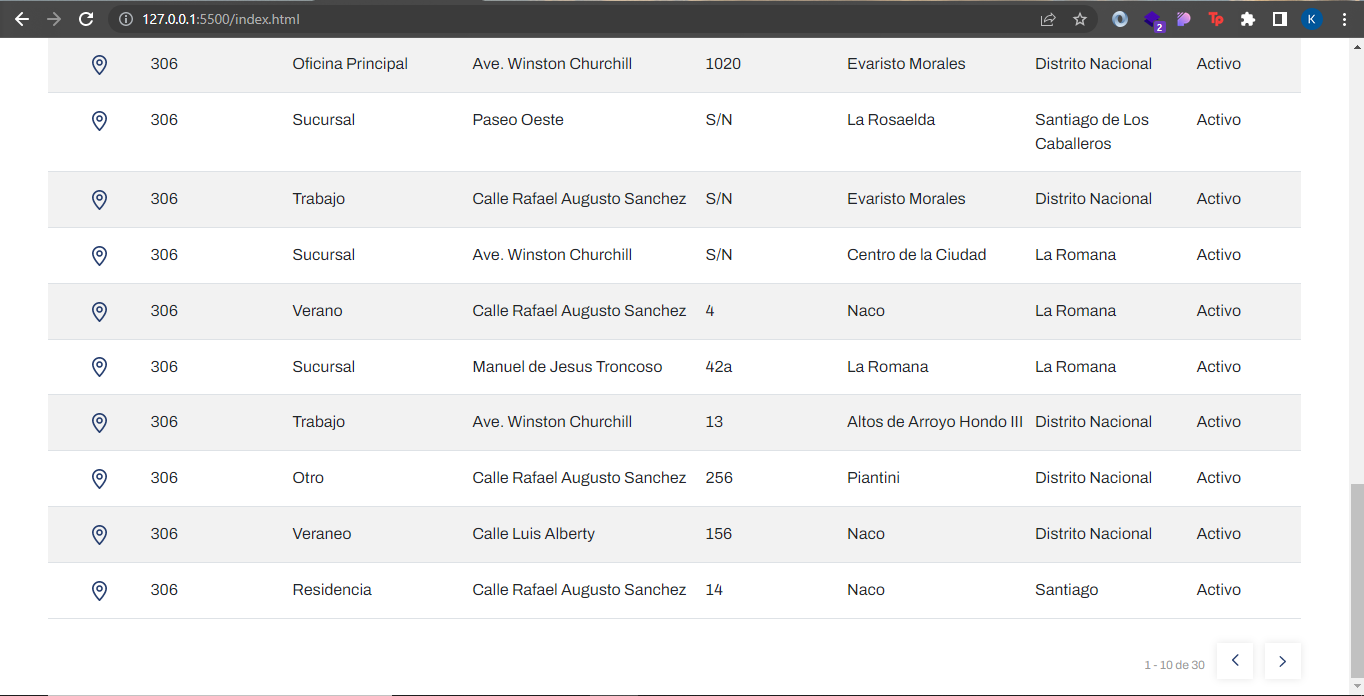 127.0.0.1:5500/index.html
2
Tp
K
306 Oficina Principal Ave. Winston Churchill 1020 Evaristo Morales Distrito Nacional Activo
306 Sucursal Paseo Oeste S/N La Rosaelda Santiago de Los Activo
Caballeros
306 Trabajo Calle Rafael Augusto Sanchez S/N Evaristo Morales Distrito Nacional Activo
306 Sucursal Ave. Winston Churchill S/N Centro de la Ciudad La Romana Activo
306 Verano Calle Rafael Augusto Sanchez 4 Naco La Romana Activo
306 Sucursal Manuel de Jesus Troncoso 42a La Romana La Romana Activo
306 Trabajo Ave. Winston Churchill 13 Altos de Arroyo Hondo III Distrito Nacional Activo
306 Otro Calle Rafael Augusto Sanchez 256 Piantini Distrito Nacional Activo
306 Veraneo Calle Luis Alberty 156 Naco Distrito Nacional Activo
306 Residencia Calle Rafael Augusto Sanchez 14 Naco Santiago Activo
1 - 10 de 30